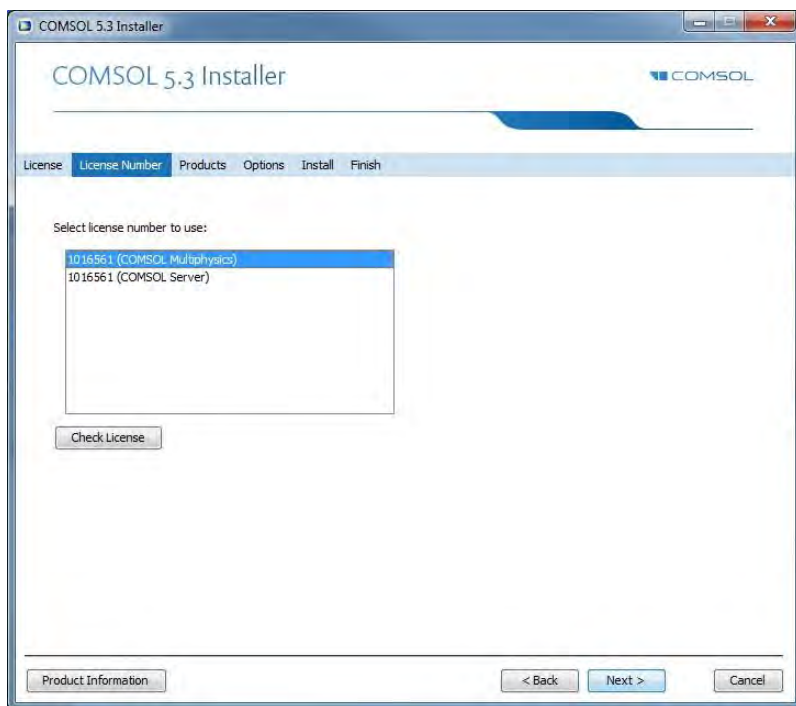 COMSOL 5.3 Installer
COMSOL 5.3 Installer
COMSOL
License License Number Products Options Install Finish
Select license number to use:
1016561 (COMSOL Multiphysics)
1016561 (COMSOL Server)
Check License
Product Information < Back Next > Cancel